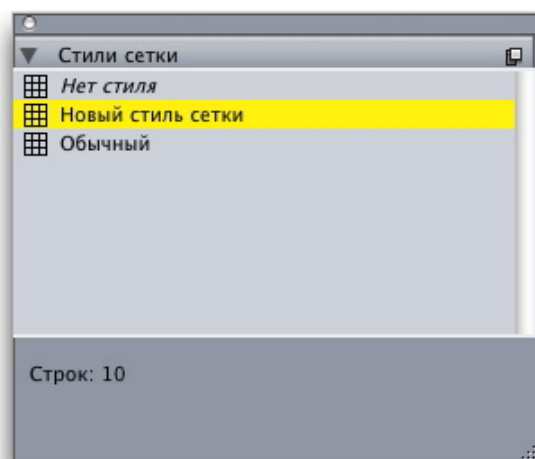 Стили сетки
Нет стиля
Новый стиль сетки
Обычный
Строк: 10